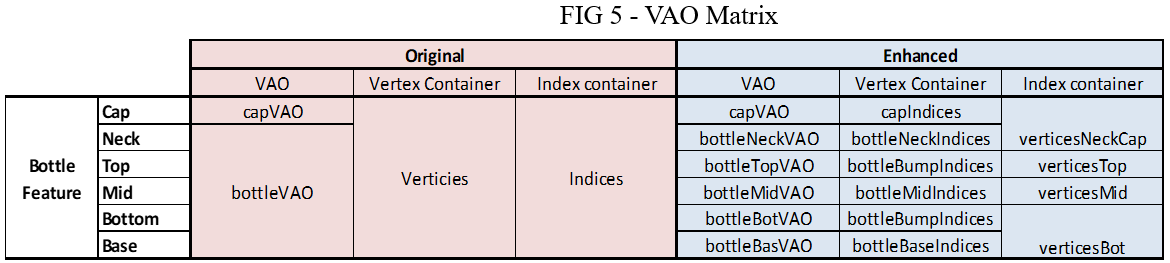 FIG 5 - VAO Matrix
Original Enhanced
VAO Vertex Container Index container VAO Vertex Container Index container
Cap capVAO capVAO capIndices
Neck bottleNeckVAO bottleNeckIndices verticesNeckCap
Bottle Top bottleTopVAO bottleBumpIndices verticesTop
Feature Mid bottleVAO Verticies Indices bottleMidVAO bottleMidIndices verticesMid
Bottom bottleBotVAO bottleBumpIndices
Base bottleBasVAO bottleBaseIndices verticesBot